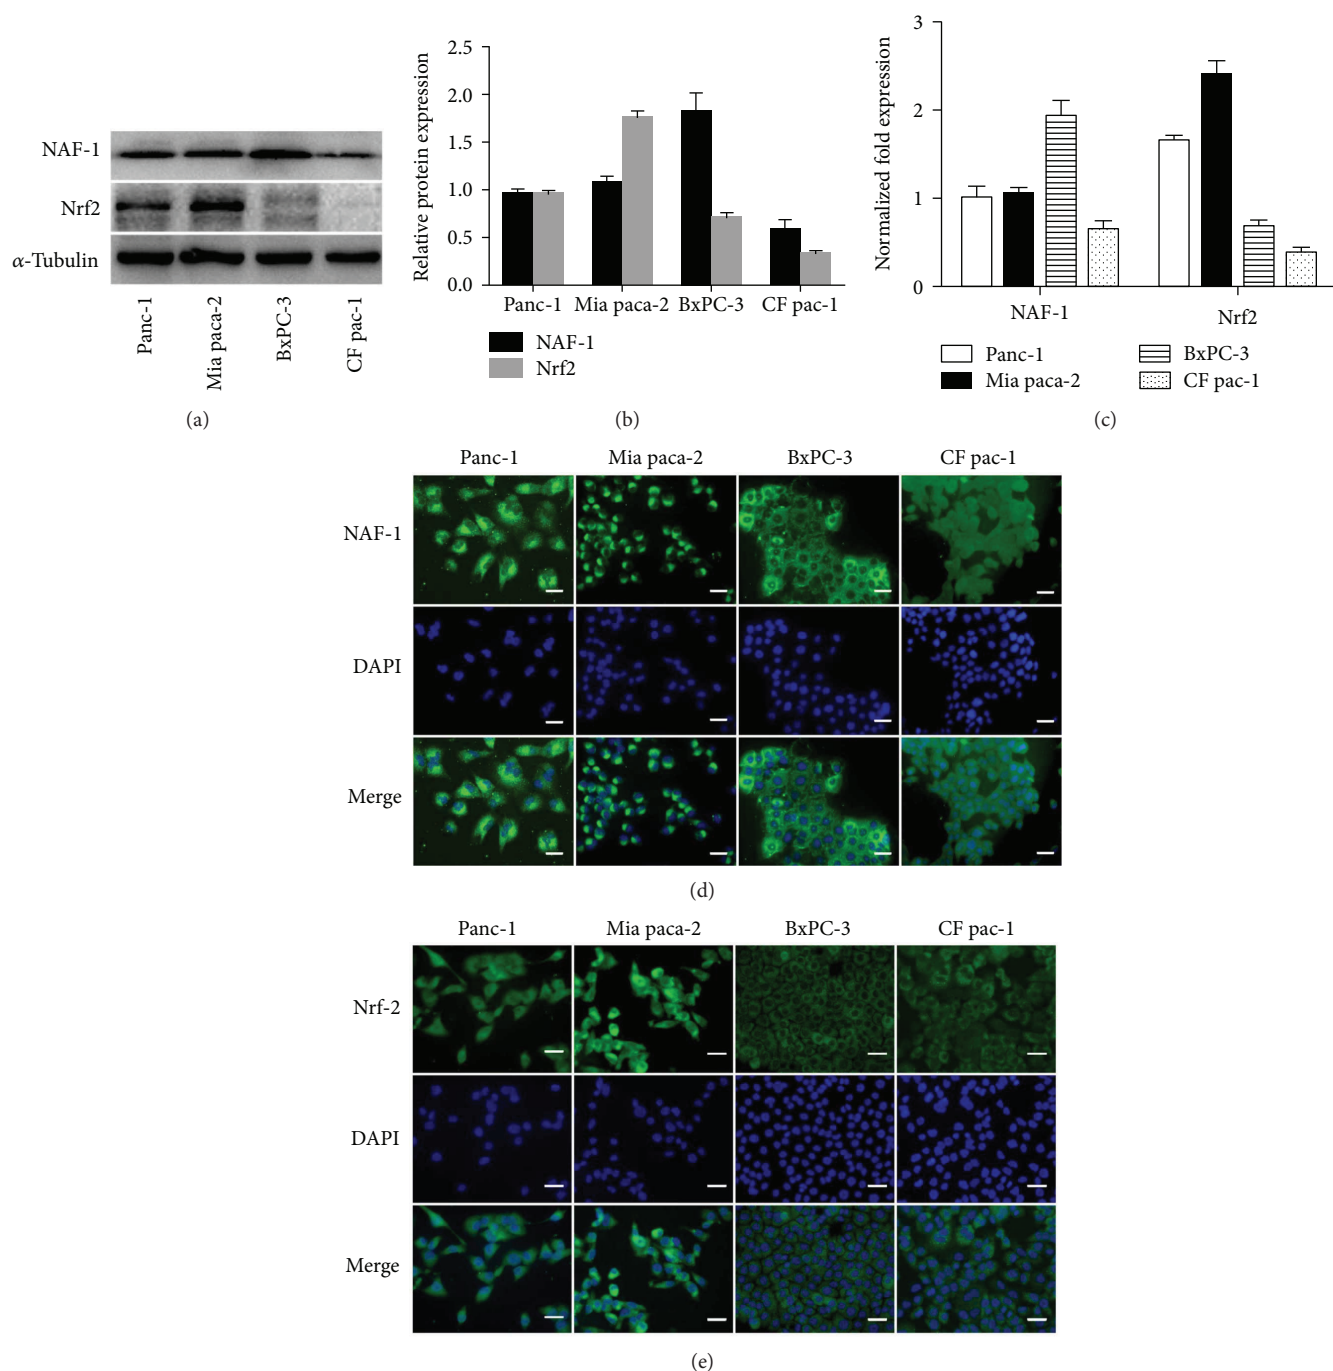 NAF-1
Nrf2
α-Tubulin
Panc-1
Mia paca-2
BxPC-3
CF pac-1
(a)
Relative protein expression
2.5
2.0
1.5
1.0
0.5
0.0
Panc-1 Mia paca-2 BxPC-3 CF pac-1
NAF-1
Nrf2
(b)
Normalized fold expression
3
2
1
0
NAF-1 Nrf2
Panc-1 BxPC-3
Mia paca-2 CF pac-1
(c)
Panc-1 Mia paca-2 BxPC-3 CF pac-1
NAF-1
DAPI
Merge
(d)
Panc-1 Mia paca-2 BxPC-3 CF pac-1
Nrf-2
DAPI
Merge
(e)